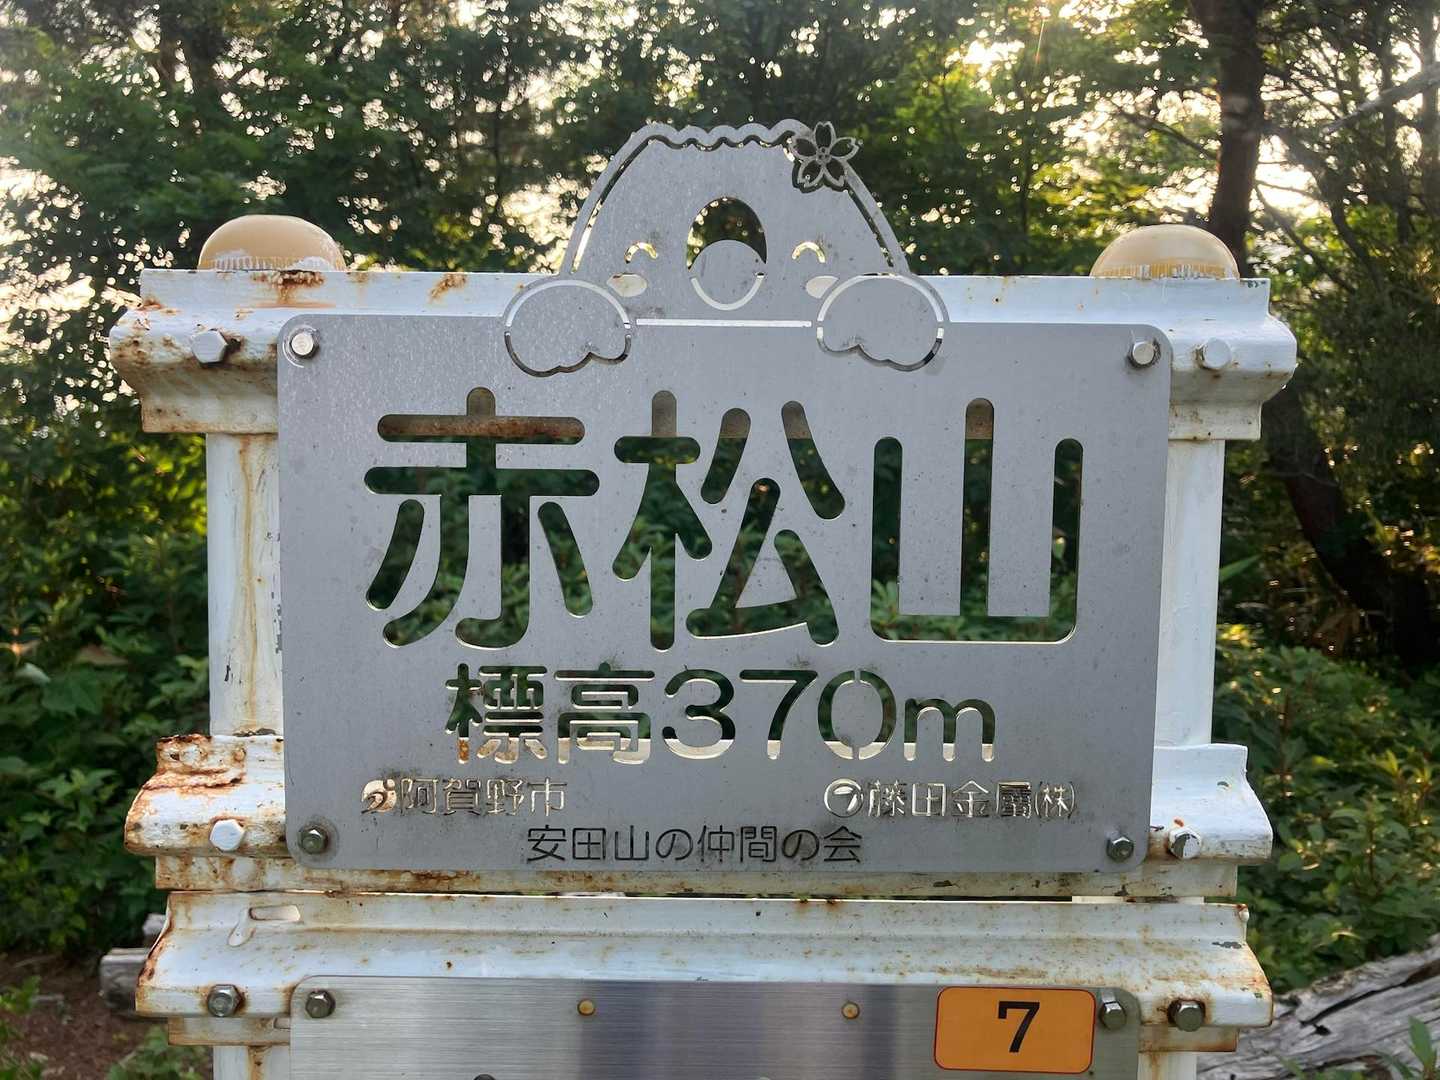 赤松山
標高370m
阿賀野市 藤田金属(株)
安田山の仲間の会
7